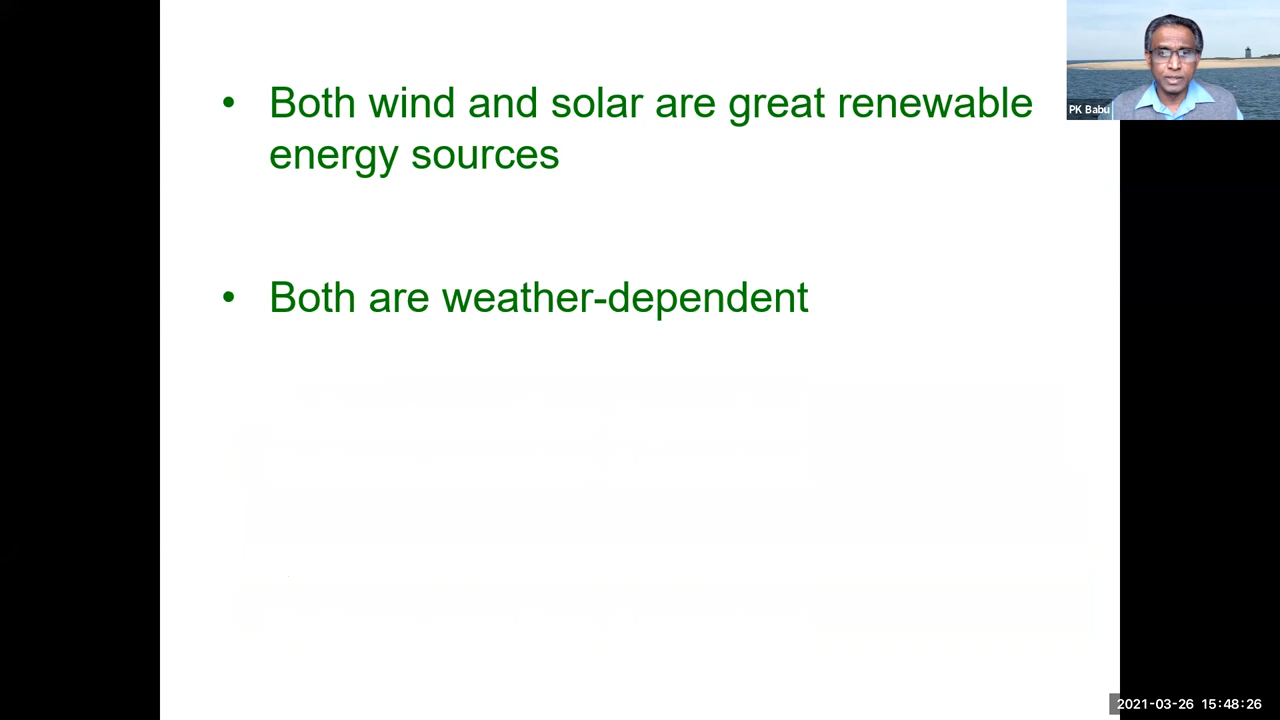 • Both wind and solar are great renewable
energy sources
• Both are weather-dependent
PK Babu
2021-03-26 15:48:26